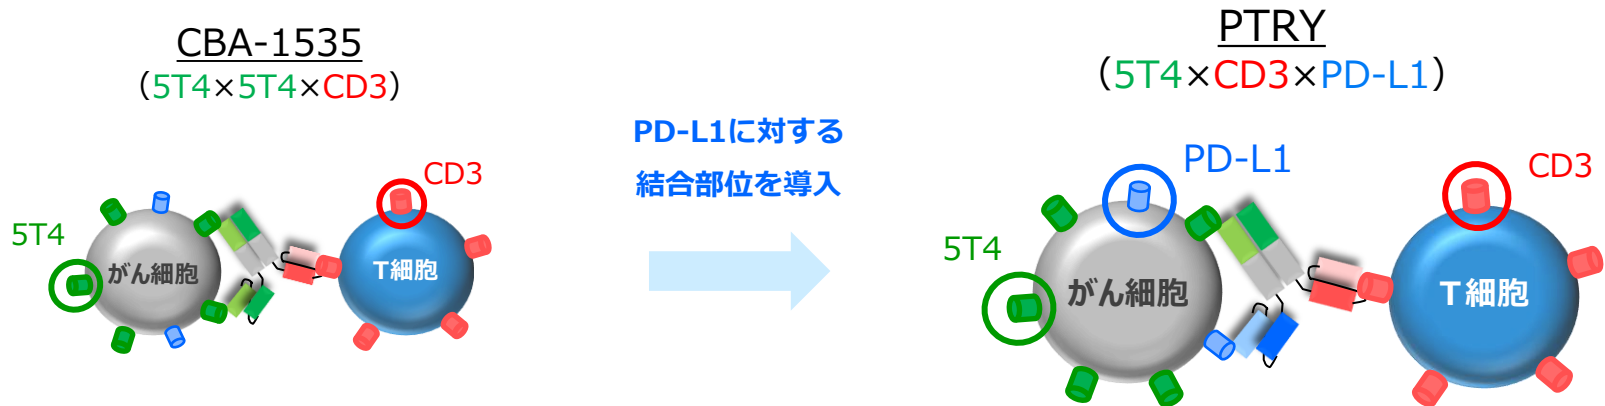 CBA-1535
（5T4×5T4×CD3）
CD3
5T4
がん細胞
T細胞
PD-L1に対する
結合部位を導入
PTRY
（5T4×CD3×PD-L1）
PD-L1
CD3
5T4
がん細胞
T細胞